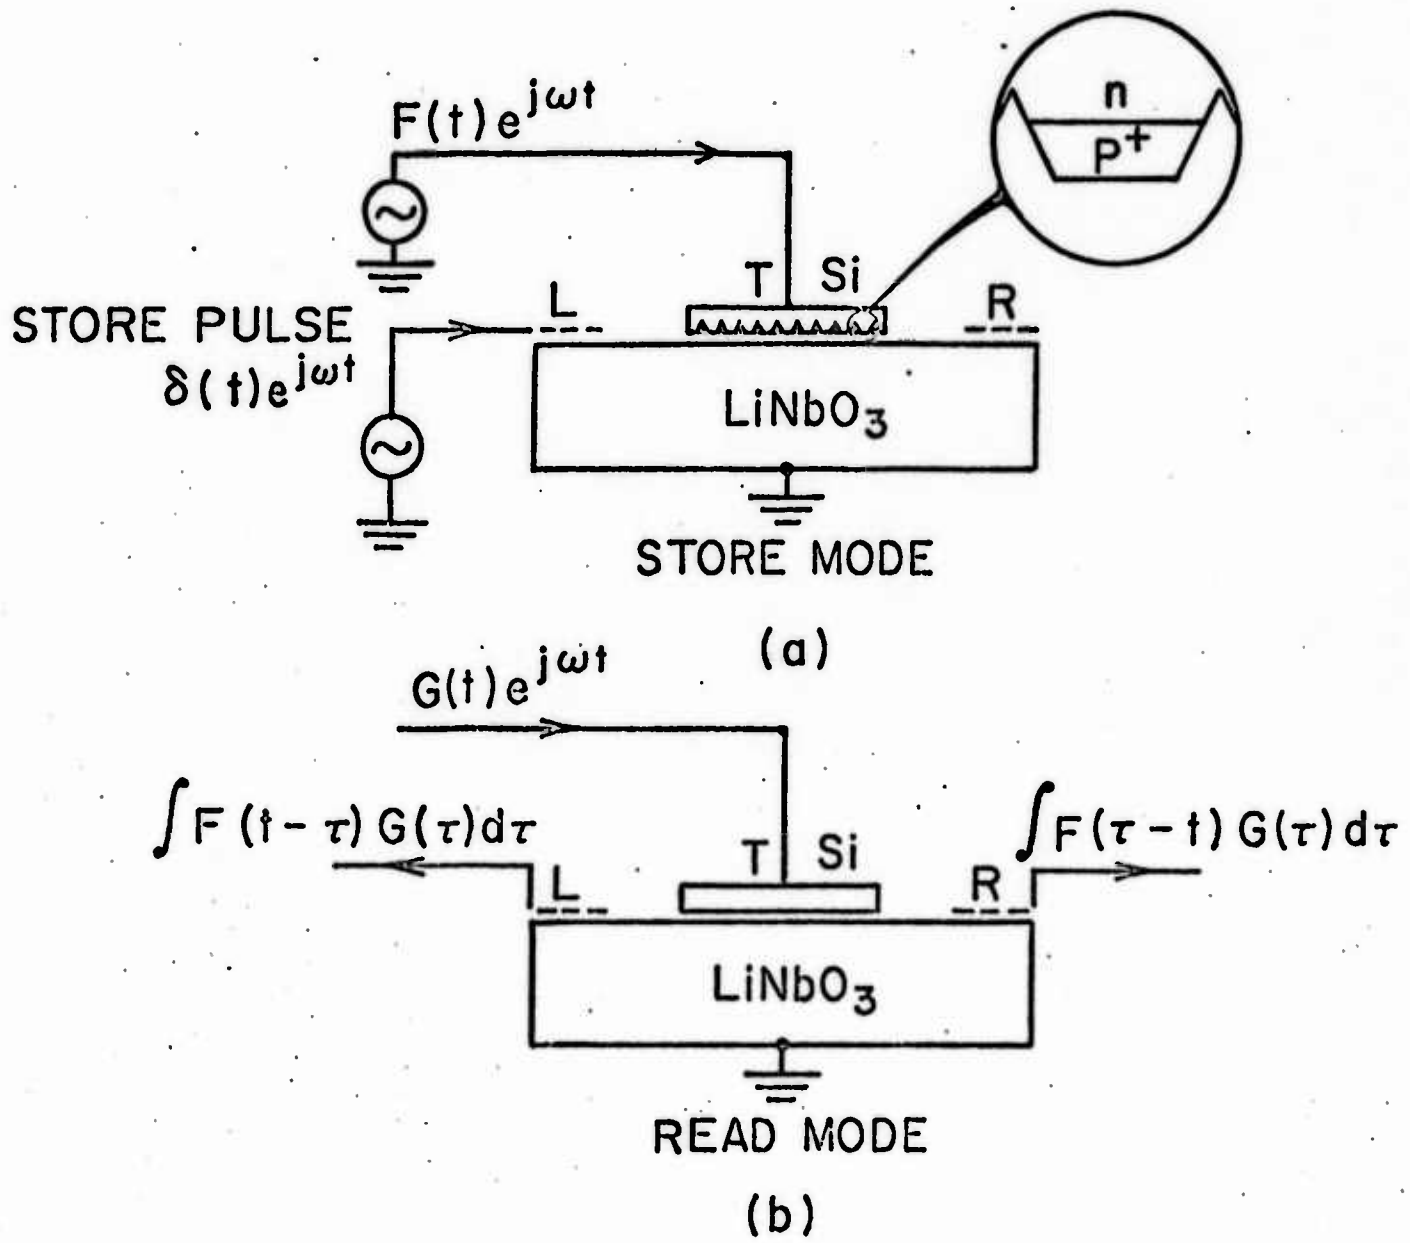 F(t)e^{jωt}
n
P+
T Si
L
R
STORE PULSE
δ(t)e^{jωt}
LiNbO₃
STORE MODE
(a)
G(t)e^{jωt}
∫F(t-τ)G(τ)dτ
∫F(τ-t)G(τ)dτ
T Si
L
R
LiNbO₃
READ MODE
(b)